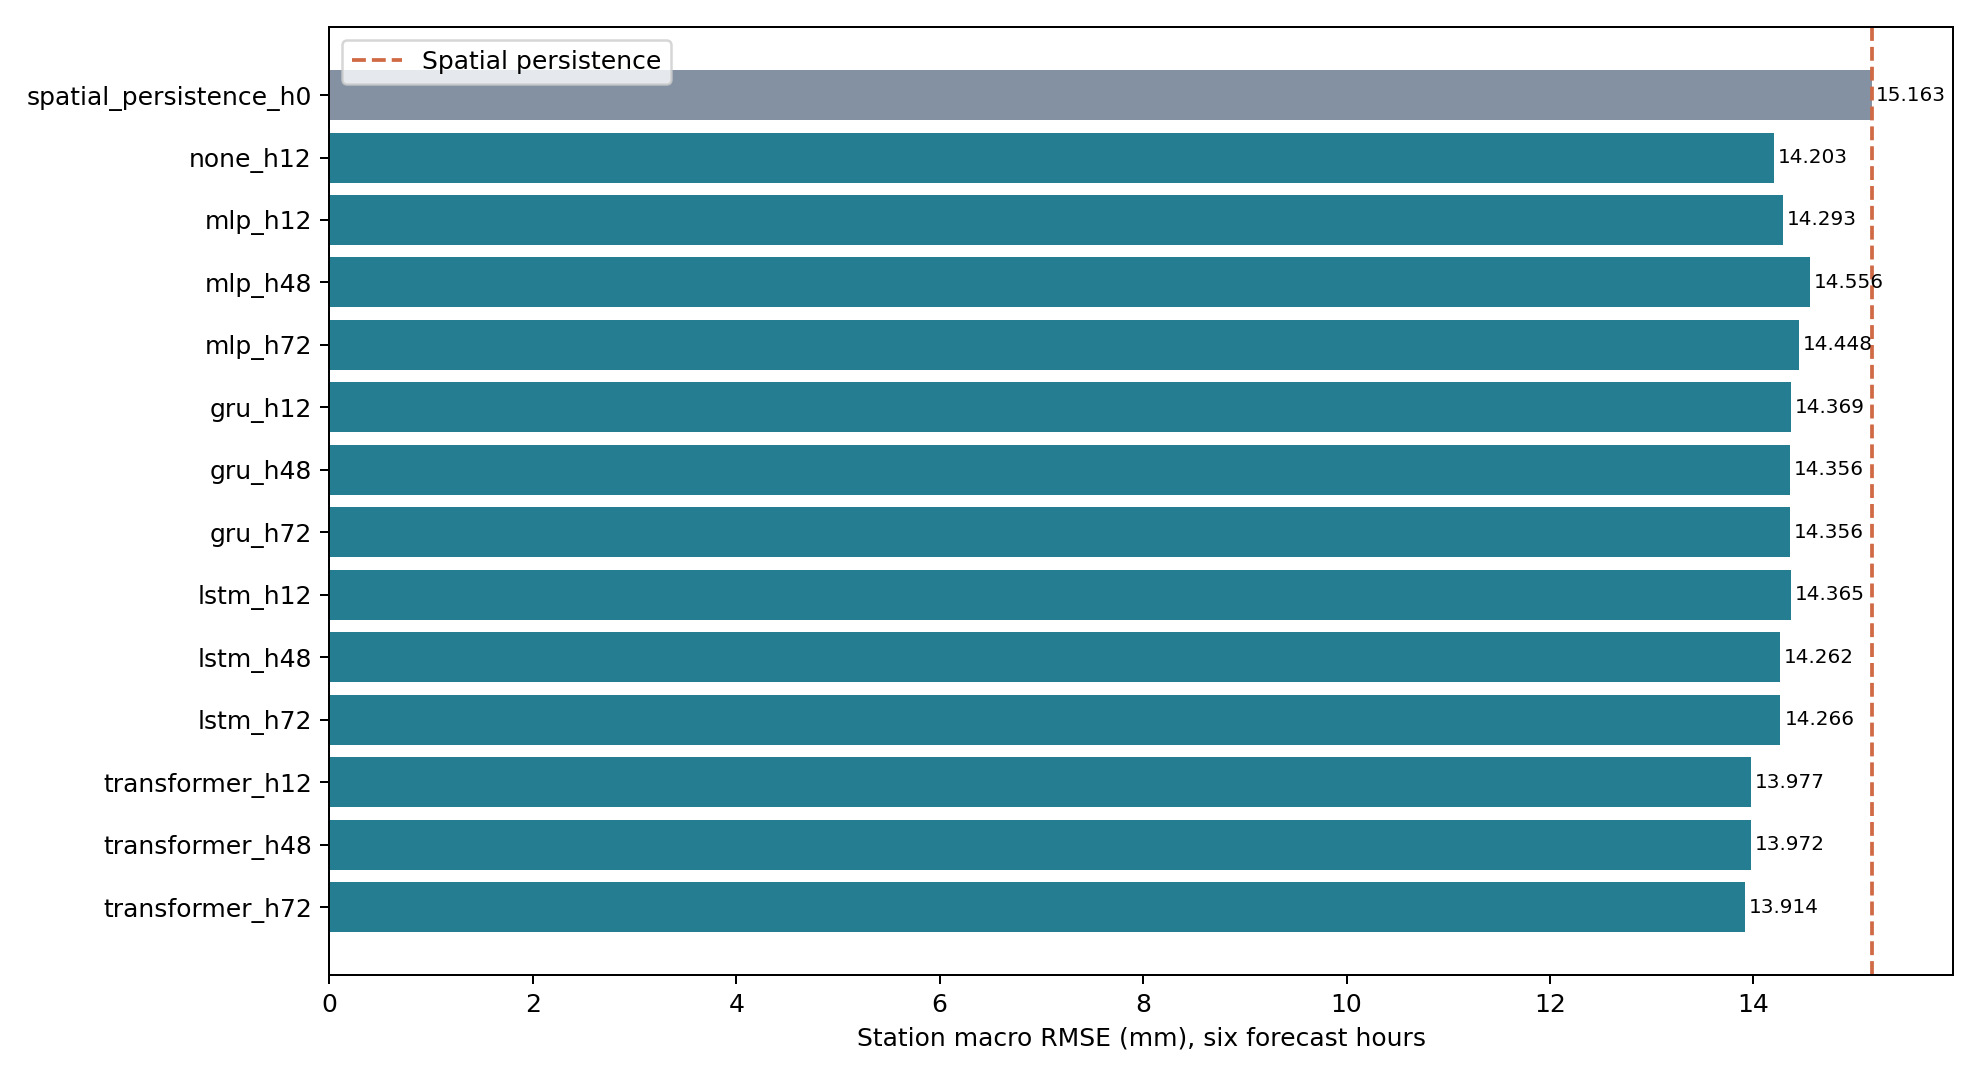 Spatial persistence
spatial_persistence_h0 15.163
none_h12 14.203
mlp_h12 14.293
mlp_h48 14.556
mlp_h72 14.448
gru_h12 14.369
gru_h48 14.356
gru_h72 14.356
lstm_h12 14.365
lstm_h48 14.262
lstm_h72 14.266
transformer_h12 13.977
transformer_h48 13.972
transformer_h72 13.914
0 2 4 6 8 10 12 14
Station macro RMSE (mm), six forecast hours